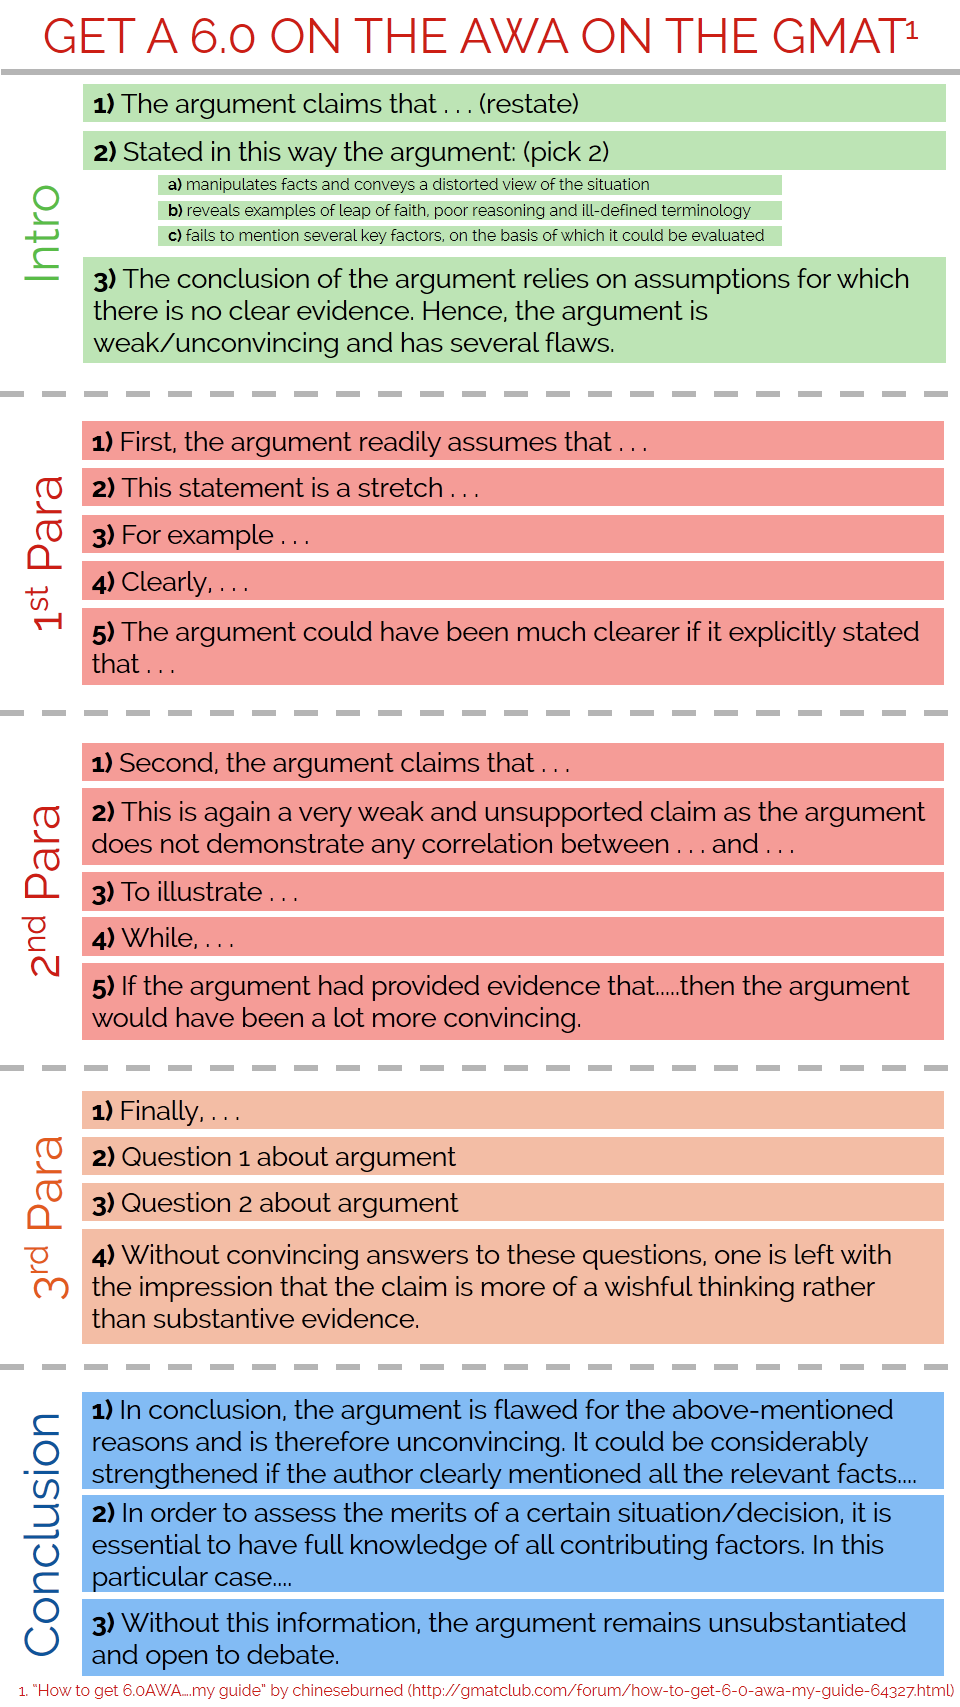 GET A 6.0 ON THE AWA ON THE GMAT¹
Intro
1) The argument claims that . . . (restate)
2) Stated in this way the argument: (pick 2)
a) manipulates facts and conveys a distorted view of the situation
b) reveals examples of leap of faith, poor reasoning and ill-defined terminology
c) fails to mention several key factors, on the basis of which it could be evaluated
3) The conclusion of the argument relies on assumptions for which
there is no clear evidence. Hence, the argument is
weak/unconvincing and has several flaws.
1st Para
1) First, the argument readily assumes that . . .
2) This statement is a stretch . . .
3) For example . . .
4) Clearly, . . .
5) The argument could have been much clearer if it explicitly stated
that . . .
2nd Para
1) Second, the argument claims that . . .
2) This is again a very weak and unsupported claim as the argument
does not demonstrate any correlation between . . . and . . .
3) To illustrate . . .
4) While, . . .
5) If the argument had provided evidence that.....then the argument
would have been a lot more convincing.
3rd Para
1) Finally, . . .
2) Question 1 about argument
3) Question 2 about argument
4) Without convincing answers to these questions, one is left with
the impression that the claim is more of a wishful thinking rather
than substantive evidence.
Conclusion
1) In conclusion, the argument is flawed for the above-mentioned
reasons and is therefore unconvincing. It could be considerably
strengthened if the author clearly mentioned all the relevant facts....
2) In order to assess the merits of a certain situation/decision, it is
essential to have full knowledge of all contributing factors. In this
particular case....
3) Without this information, the argument remains unsubstantiated
and open to debate.
1. “How to get 6.0AWA....my guide” by chineseburned (http://gmatclub.com/forum/how-to-get-6-0-awa-my-guide-64327.html)